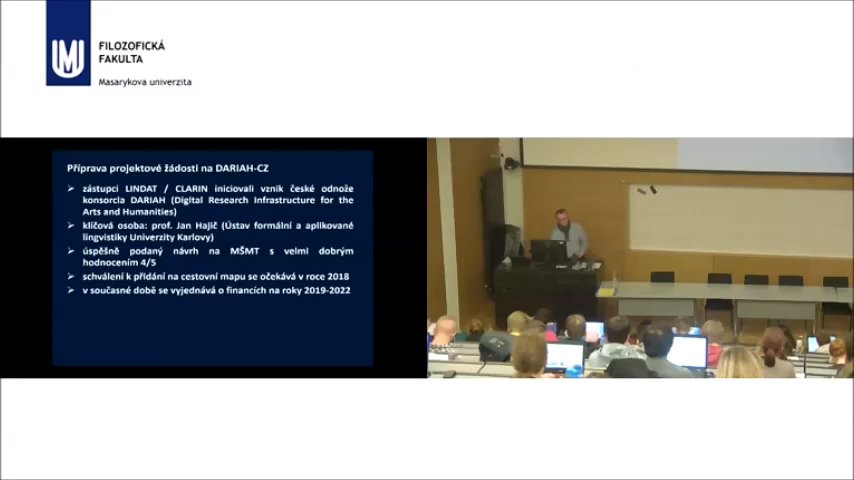 FILOZOFICKÁ
FAKULTA
Masarykova univerzita
Příprava projektové žádosti na DARIAH-CZ
➢ zástupci LINDAT / CLARIN iniciovali vznik české odnože
konsorcia DARIAH (Digital Research Infrastructure for the
Arts and Humanities)
➢ klíčová osoba: prof. Jan Hajič (Ústav formální a aplikované
lingvistiky Univerzity Karlovy)
➢ úspěšně podaný návrh na MŠMT s velmi dobrým
hodnocením 4/5
➢ schválení k přidání na cestovní mapu se očekává v roce 2018
➢ v současné době se vyjednává o financích na roky 2019-2022